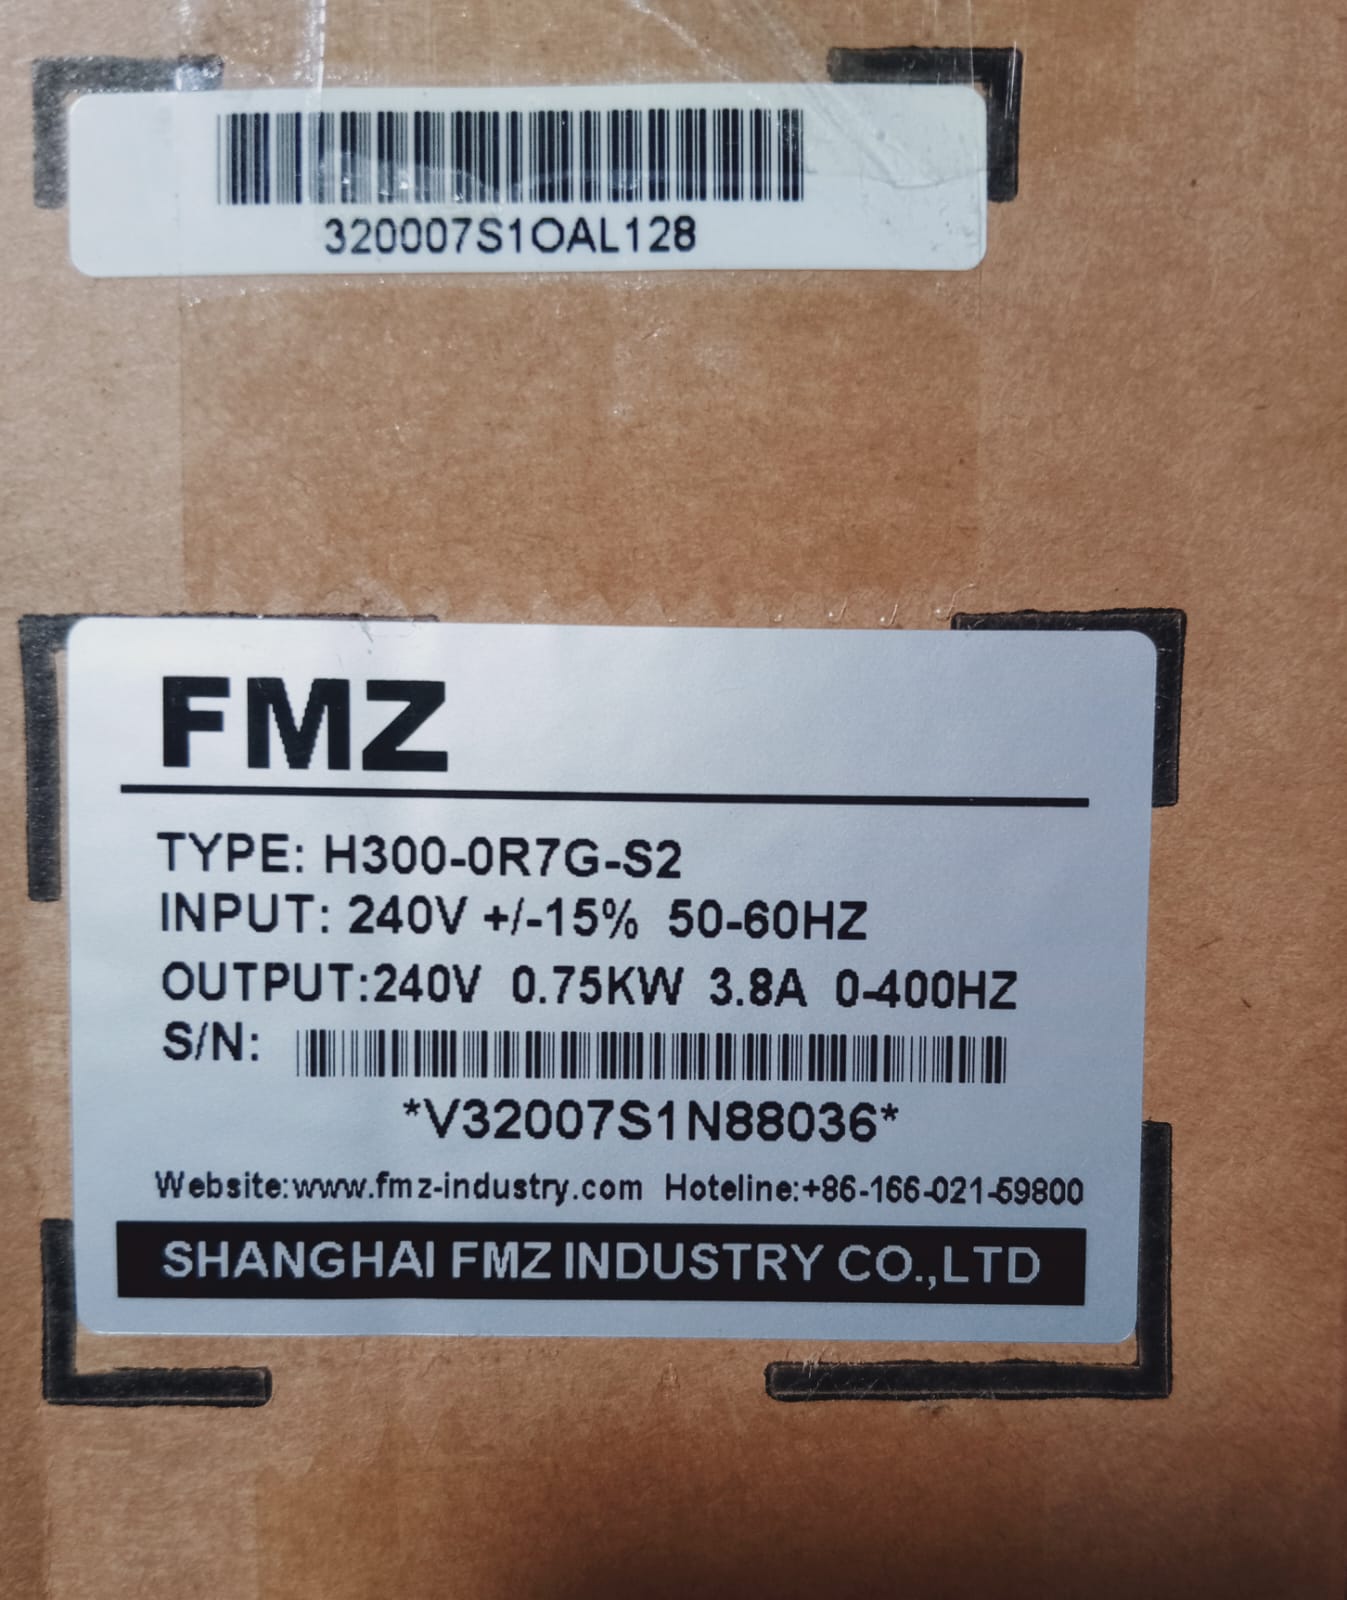 320007S1OAL128
FMZ
TYPE: H300-0R7G-S2
INPUT: 240V +/-15% 50-60HZ
OUTPUT:240V 0.75KW 3.8A 0-400HZ
S/N:
*V32007S1N88036*
Website:www.fmz-industry.com Hoteline:+86-166-021-59800
SHANGHAI FMZ INDUSTRY CO.,LTD